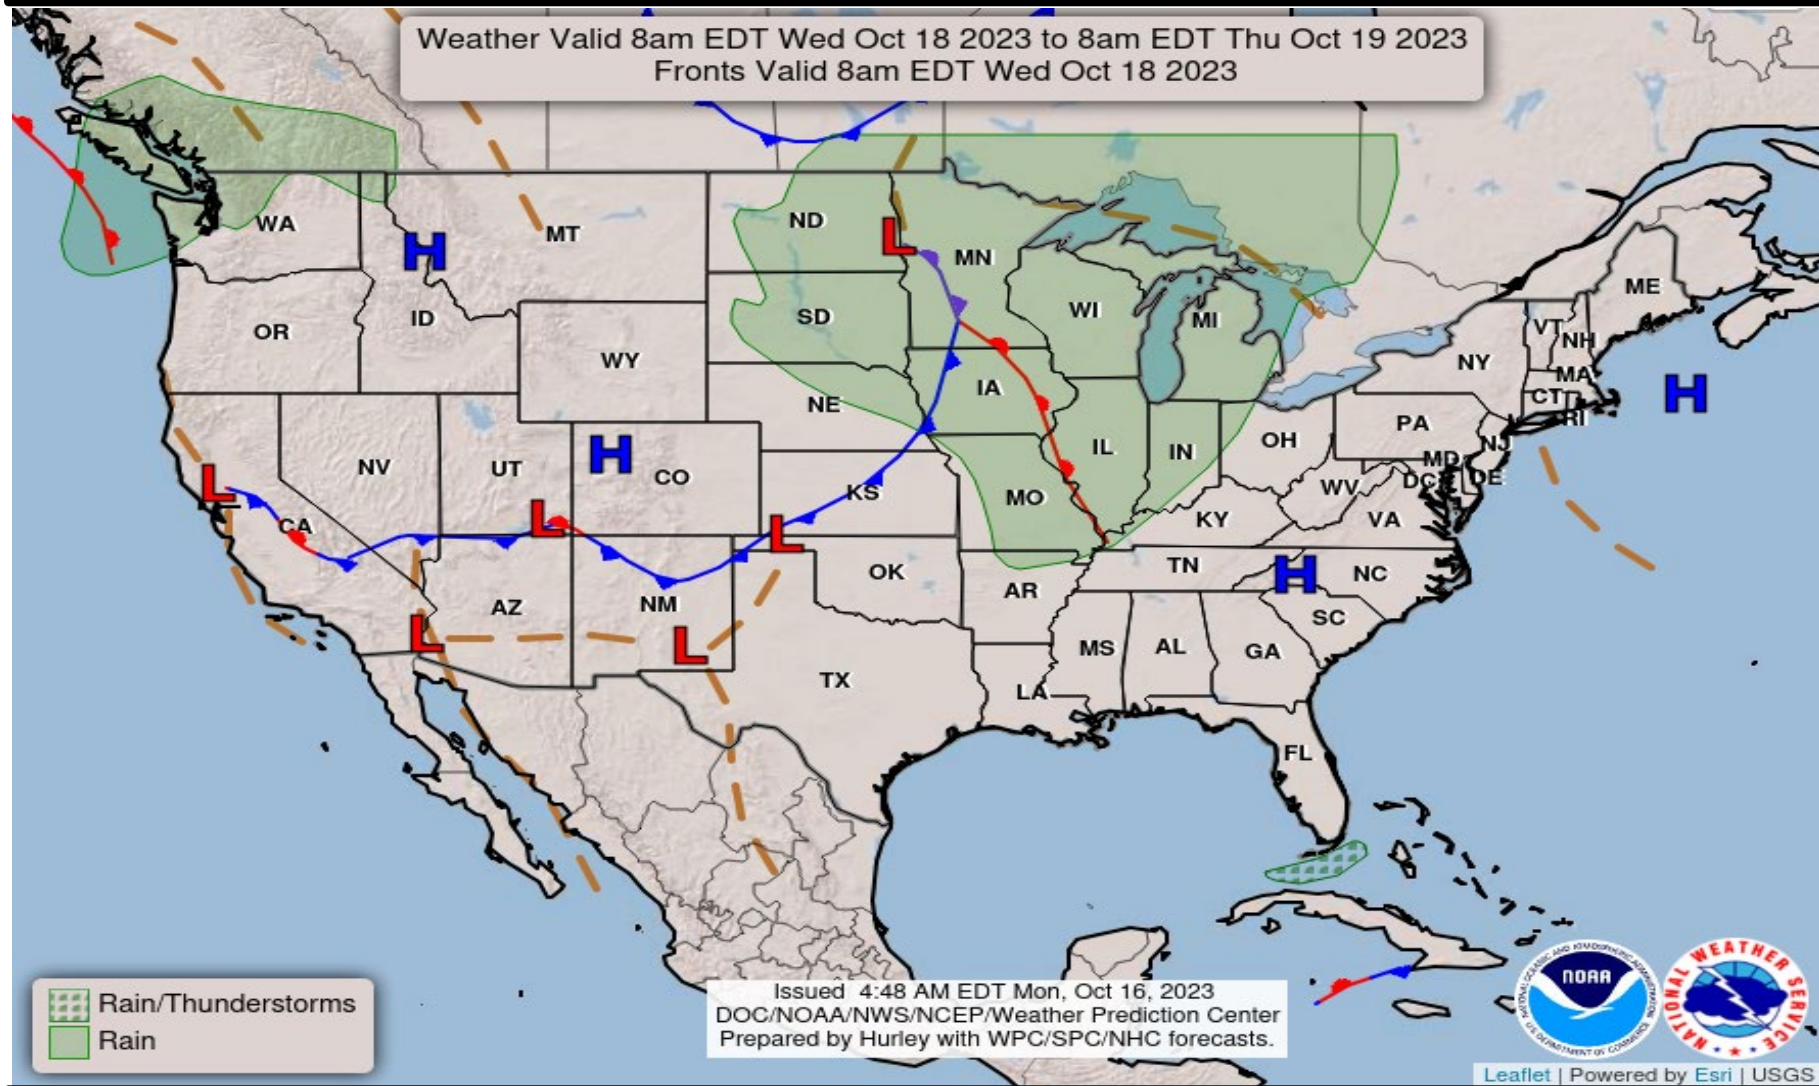 Weather Valid 8am EDT Wed Oct 18 2023 to 8am EDT Thu Oct 19 2023
Fronts Valid 8am EDT Wed Oct 18 2023
WA
H
MT
ND
L
MN
ME
OR
ID
SD
WI
MI
VT
NH
WY
NY
MA
CT
RI
H
NE
IA
PA
NJ
L
NV
UT
H
CO
KS
IL
IN
OH
MD
DC
DE
WV
CA
L
L
MO
KY
VA
AZ
NM
OK
AR
TN
H
NC
SC
L
L
TX
LA
MS
AL
GA
FL
Rain/Thunderstorms
Rain
Issued 4:48 AM EDT Mon, Oct 16, 2023
DOC/NOAA/NWS/NCEP/Weather Prediction Center
Prepared by Hurley with WPC/SPC/NHC forecasts.
NOAA
U.S. DEPARTMENT OF COMMERCE
NATIONAL WEATHER SERVICE
Leaflet | Powered by Esri | USGS